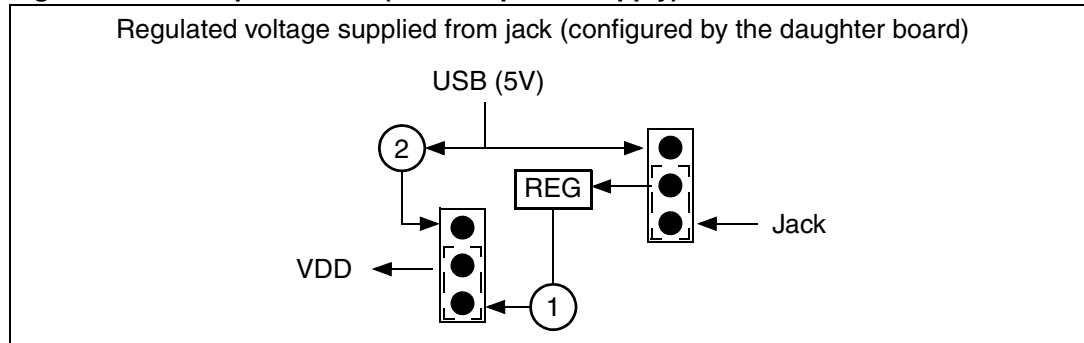 Regulated voltage supplied from jack (configured by the daughter board)
USB (5V)
2
REG
Jack
VDD
1